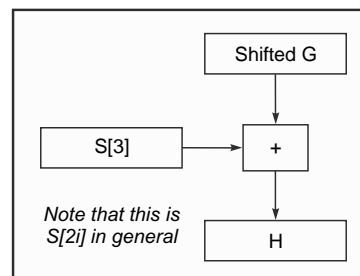 Shifted G
S[3]
+
Note that this is
S[2i] in general
H